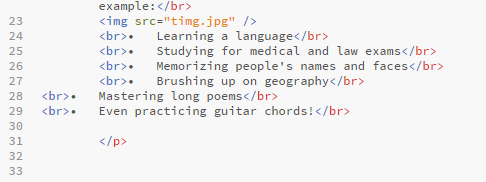 example:</br>
23 <img src="timg.jpg" />
24 <br>• Learning a language</br>
25 <br>• Studying for medical and law exams</br>
26 <br>• Memorizing people's names and faces</br>
27 <br>• Brushing up on geography</br>
28 <br>• Mastering long poems</br>
29 <br>• Even practicing guitar chords!</br>
30
31 </p>
32
33